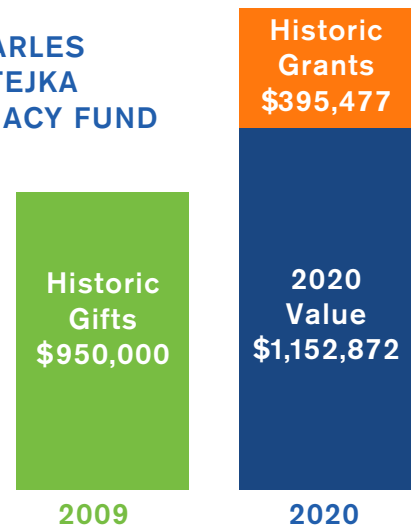 ARLES
TEJKA
ACY FUND
Historic
Grants
$395,477
Historic
Gifts
$950,000
2020
Value
$1,152,872
2009
2020